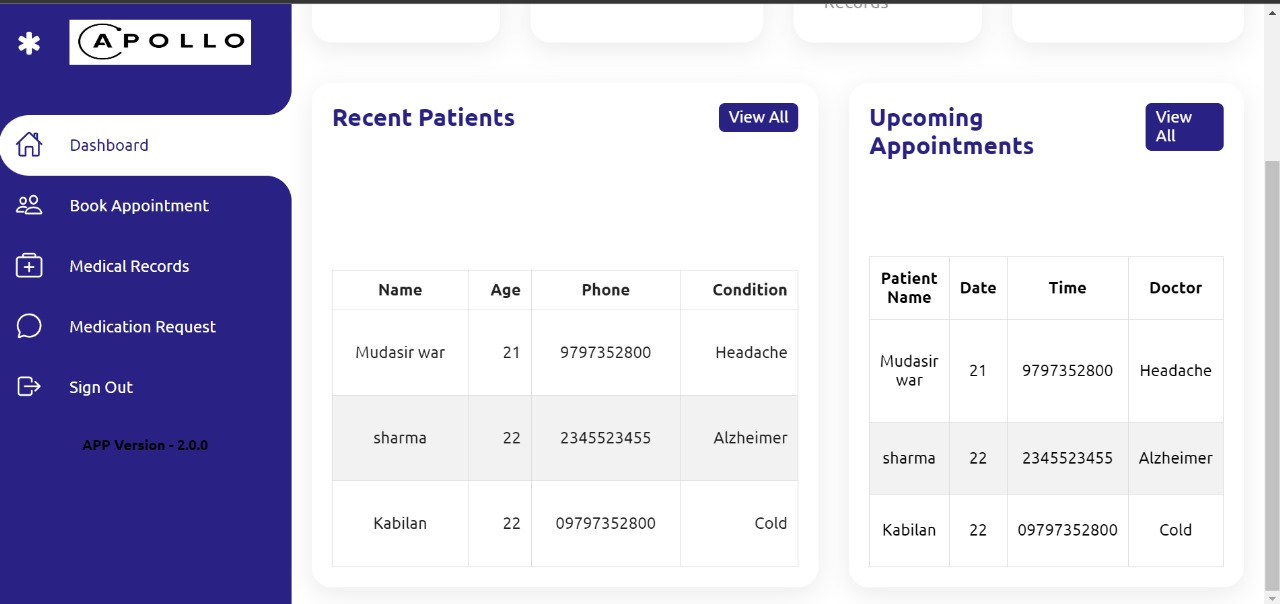 APOLLO
Dashboard
Book Appointment
Medical Records
Medication Request
Sign Out
APP Version - 2.0.0
Records
Recent Patients
View All
Name Age Phone Condition
Mudasir war 21 9797352800 Headache
sharma 22 2345523455 Alzheimer
Kabilan 22 09797352800 Cold
Upcoming
Appointments
View
All
Patient
Name Date Time Doctor
Mudasir
war 21 9797352800 Headache
sharma 22 2345523455 Alzheimer
Kabilan 22 09797352800 Cold